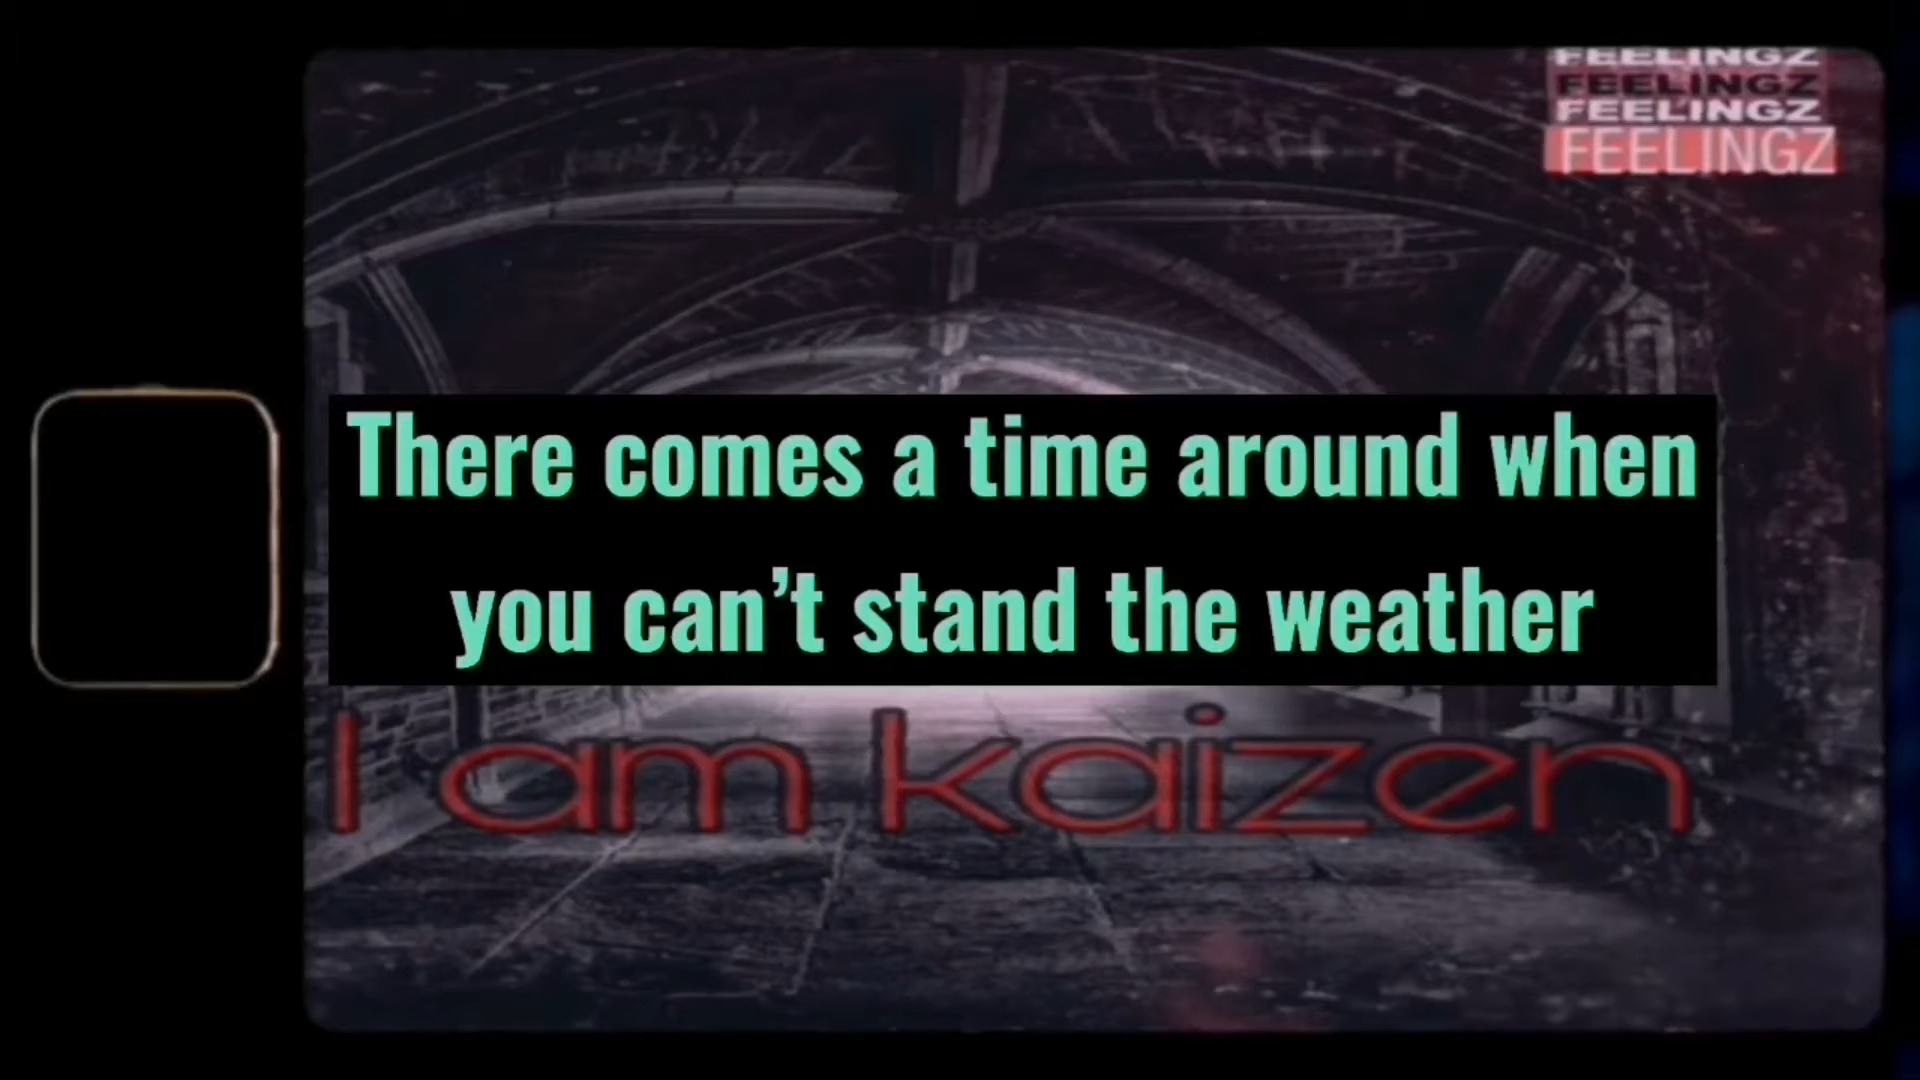 FEELINGZ
FEELINGZ
FEELINGZ
FEELINGZ
There comes a time around when
you can’t stand the weather
I am kaizen